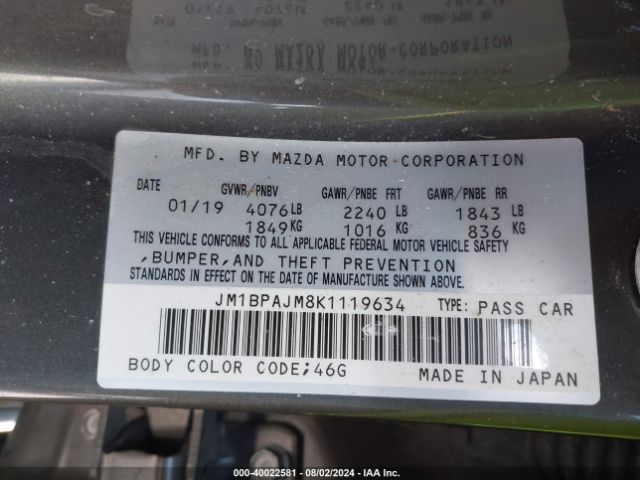 MFD. BY MAZDA MOTOR CORPORATION
DATE GVWR/PNBV GAWR/PNBE FRT GAWR/PNBE RR
01/19 4076LB 2240 LB 1843 LB
1849KG 1016 KG 836 KG
THIS VEHICLE CONFORMS TO ALL APPLICABLE FEDERAL MOTOR VEHICLE SAFETY
,BUMPER,AND THEFT PREVENTION
STANDARDS IN EFFECT ON THE DATE OF MANUFACTURE SHOWN ABOVE.
JM1BPAJM8K1119634 TYPE: PASS CAR
BODY COLOR CODE;46G MADE IN JAPAN
000-40022581 - 08/02/2024 - IAA Inc.